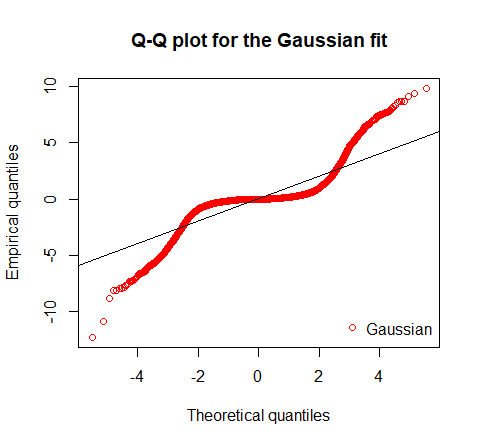 Q-Q plot for the Gaussian fit
Empirical quantiles
10
5
0
-5
-10
Gaussian
-4 -2 0 2 4
Theoretical quantiles